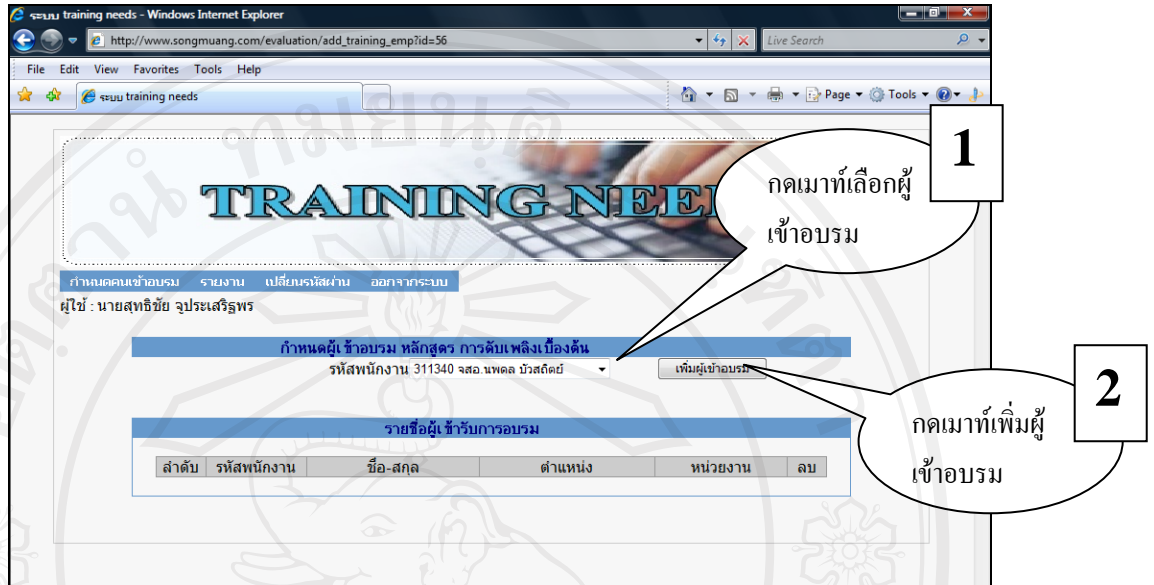 ระบบ training needs - Windows Internet Explorer
http://www.songmuang.com/evaluation/add_training_emp?id=56
Live Search
File Edit View Favorites Tools Help
ระบบ training needs
Page Tools
TRAINING NEE
1
กดเมาท์เลือกผู้
เข้าอบรม
กำหนดคนเข้าอบรม รายงาน เปลี่ยนรหัสผ่าน ออกจากระบบ
ผู้ใช้ : นายสุทธิชัย จูประเสริฐพร
กำหนดผู้เข้าอบรม หลักสูตร การดับเพลิงเบื้องต้น
รหัสพนักงาน 311340 จสอ.นพดล บัวสถิตย์
เพิ่มผู้เข้าอบรม
2
กดเมาท์เพิ่มผู้
เข้าอบรม
รายชื่อผู้เข้ารับการอบรม
ลำดับ รหัสพนักงาน ชื่อ-สกุล ตำแหน่ง หน่วยงาน ลบ